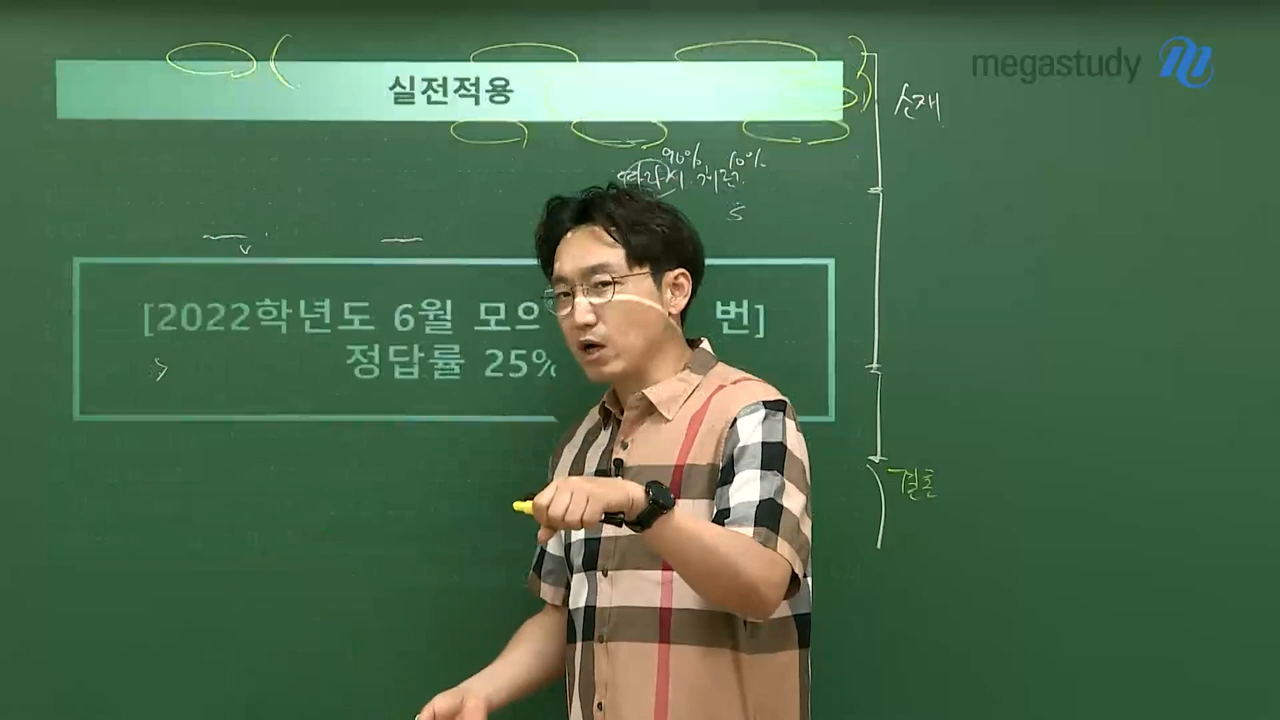 megastudy
실전적용
소재
90% 10%
[2022학년도 6월 모의 번]
정답률 25%
결론